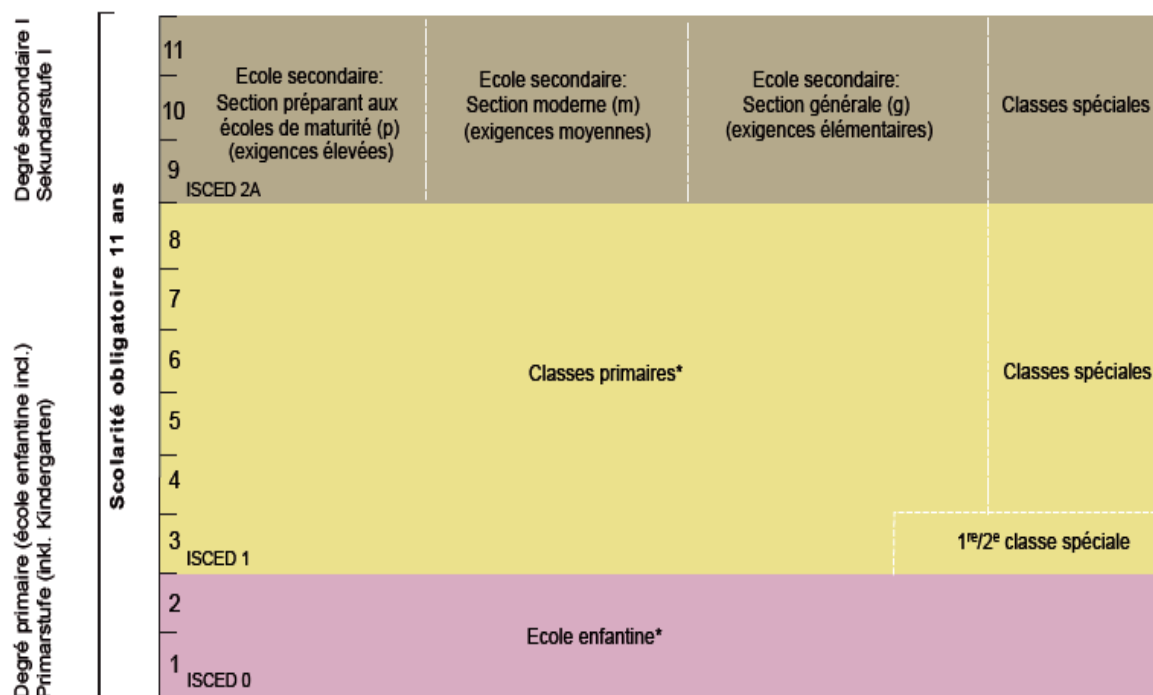 Degré secondaire I
Sekundarstufe I
Degré primaire (école enfantine incl.)
Primarstufe (inkl. Kindergarten)
Scolarité obligatoire 11 ans
11
10
9
ISCED 2A
Ecole secondaire:
Section préparant aux
écoles de maturité (p)
(exigences élevées)
Ecole secondaire:
Section moderne (m)
(exigences moyennes)
Ecole secondaire:
Section générale (g)
(exigences élémentaires)
Classes spéciales
8
7
6
5
4
3
ISCED 1
Classes primaires*
Classes spéciales
1re/2e classe spéciale
2
1
ISCED 0
Ecole enfantine*